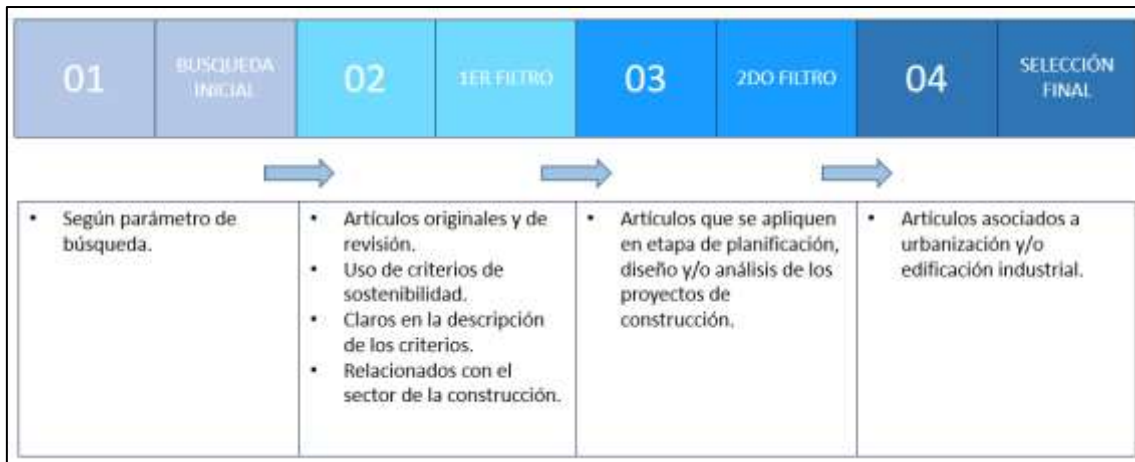 01
BUSQUEDA
INICIAL
02
1ER FILTRO
03
2DO FILTRO
04
SELECCIÓN
FINAL
• Según parámetro de
búsqueda.
• Artículos originales y de
revisión.
• Uso de criterios de
sostenibilidad.
• Claros en la descripción
de los criterios.
• Relacionados con el
sector de la construcción.
• Artículos que se apliquen
en etapa de planificación,
diseño y/o análisis de los
proyectos de
construcción.
• Artículos asociados a
urbanización y/o
edificación industrial.